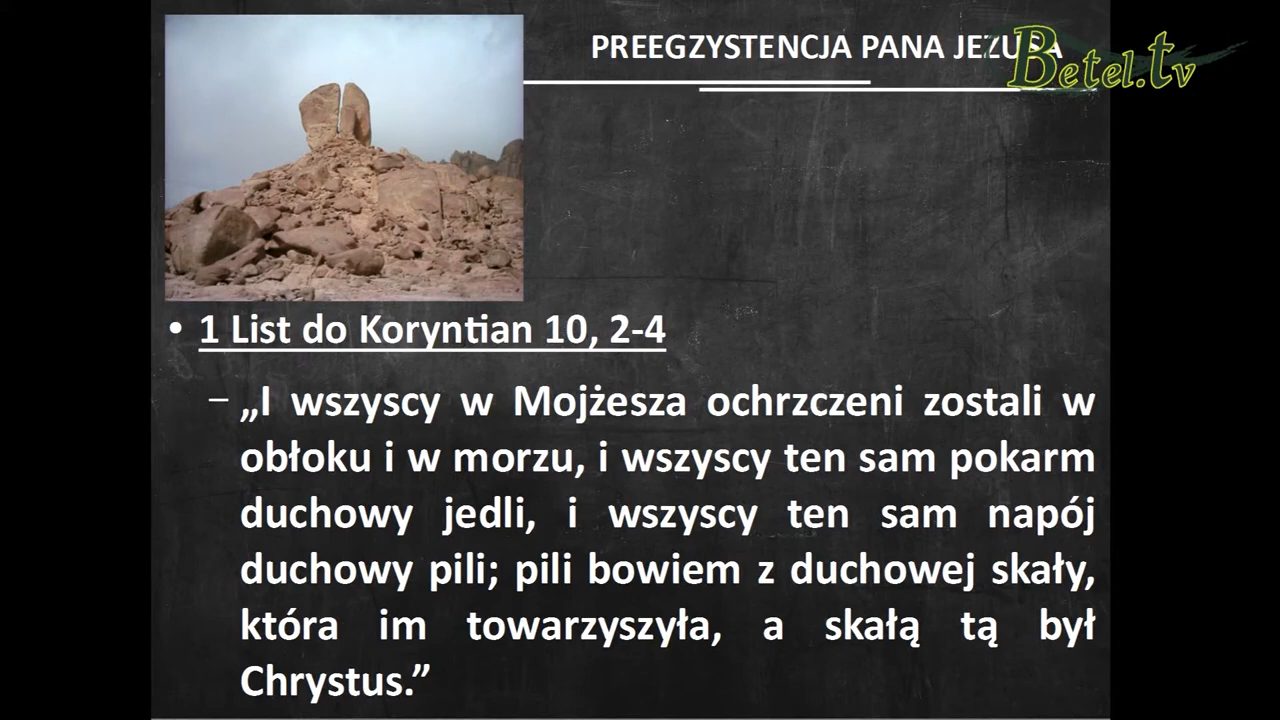 PREEGZYSTENCJA PANA JEZUSA
Betel.tv
• 1 List do Koryntian 10, 2-4
– „I wszyscy w Mojżesza ochrzczeni zostali w
obłoku i w morzu, i wszyscy ten sam pokarm
duchowy jedli, i wszyscy ten sam napój
duchowy pili; pili bowiem z duchowej skały,
która im towarzyszyła, a skałą tą był
Chrystus.”